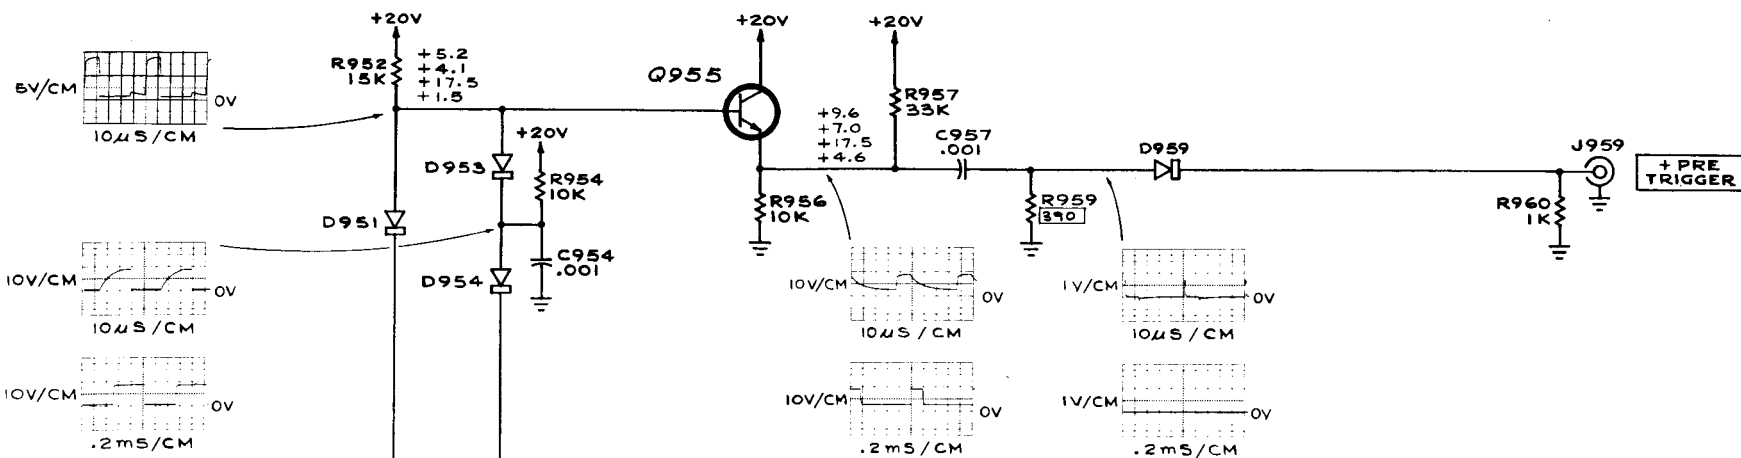 +20V
+20V
+20V
5V/CM
0V
10µS/CM
R952
15K
+5.2
+4.1
+17.5
+1.5
Q955
+20V
D953
R954
10K
D951
D954
C954
.001
10V/CM
0V
10µS/CM
10V/CM
0V
.2mS/CM
+9.6
+7.0
+17.5
+4.6
R957
33K
C957
.001
D959
J959
+ PRE
TRIGGER
R956
10K
R959
390
R960
1K
10V/CM
0V
10µS/CM
1V/CM
0V
10µS/CM
10V/CM
0V
.2mS/CM
1V/CM
0V
.2mS/CM